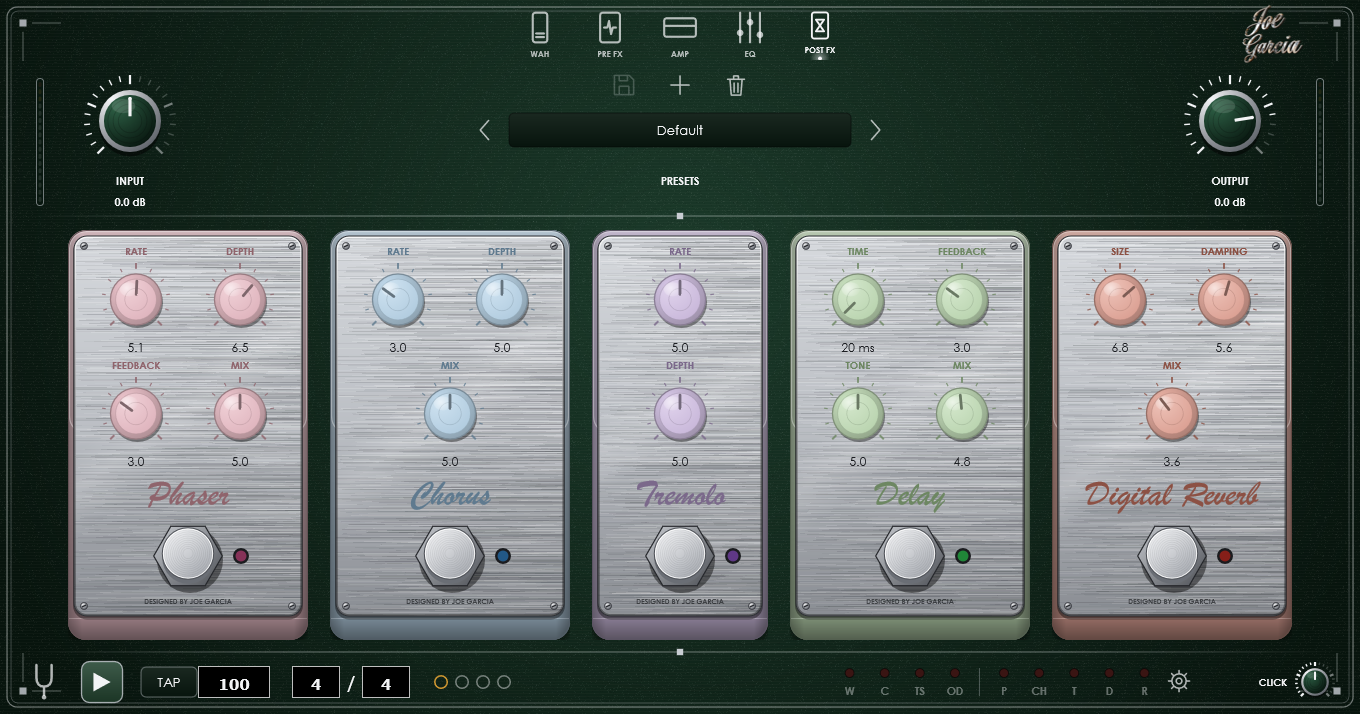 WAH PRE FX AMP EQ POST FX
Joe
Garcia
Default
INPUT PRESETS OUTPUT
0.0 dB 0.0 dB
RATE DEPTH RATE DEPTH RATE TIME FEEDBACK SIZE DAMPING
5.1 6.5 3.0 5.0 5.0 20 ms 3.0 6.8 5.6
FEEDBACK MIX MIX DEPTH TONE MIX MIX
3.0 5.0 5.0 5.0 5.0 4.8 3.6
Phaser Chorus Tremolo Delay Digital Reverb
DESIGNED BY JOE GARCIA DESIGNED BY JOE GARCIA DESIGNED BY JOE GARCIA DESIGNED BY JOE GARCIA DESIGNED BY JOE GARCIA
TAP 100 4 / 4 CLICK
W C TS OD P CH T D R